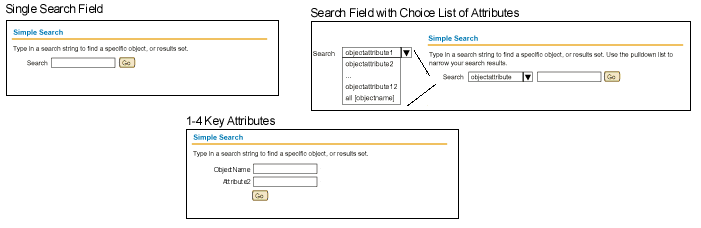 Single Search Field
Simple Search
Type in a search string to find a specific object, or results set.
Search
Go
Search Field with Choice List of Attributes
Search
objectattribute1
objectattribute2
...
objectattribute12
all [objectname]
Simple Search
Type in a search string to find a specific object, or results set. Use the pulldown list to
narrow your search results.
Search objectattribute Go
1-4 Key Attributes
Simple Search
Type in a search string to find a specific object, or results set.
ObjectName
Attribute2
Go